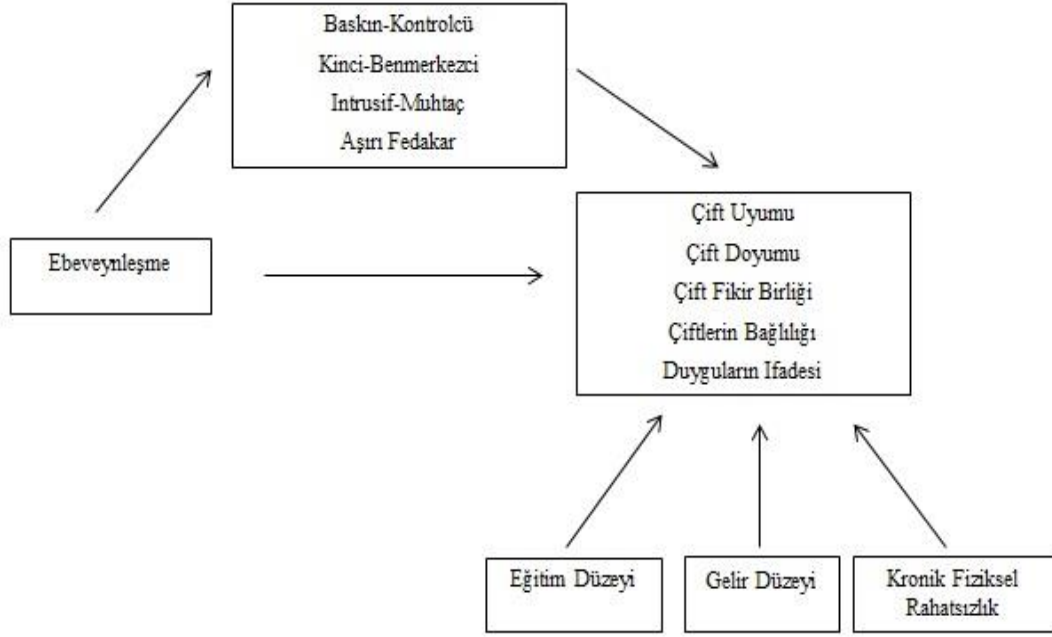 Baskın-Kontrolcü
Kinci-Benmerkezci
Intrusif-Muhtaç
Aşırı Fedakar
Ebeveynleşme
Çift Uyumu
Çift Doyumu
Çift Fikir Birliği
Çiftlerin Bağlılığı
Duyguların Ifadesi
Eğitim Düzeyi
Gelir Düzeyi
Kronik Fiziksel
Rahatsızlık